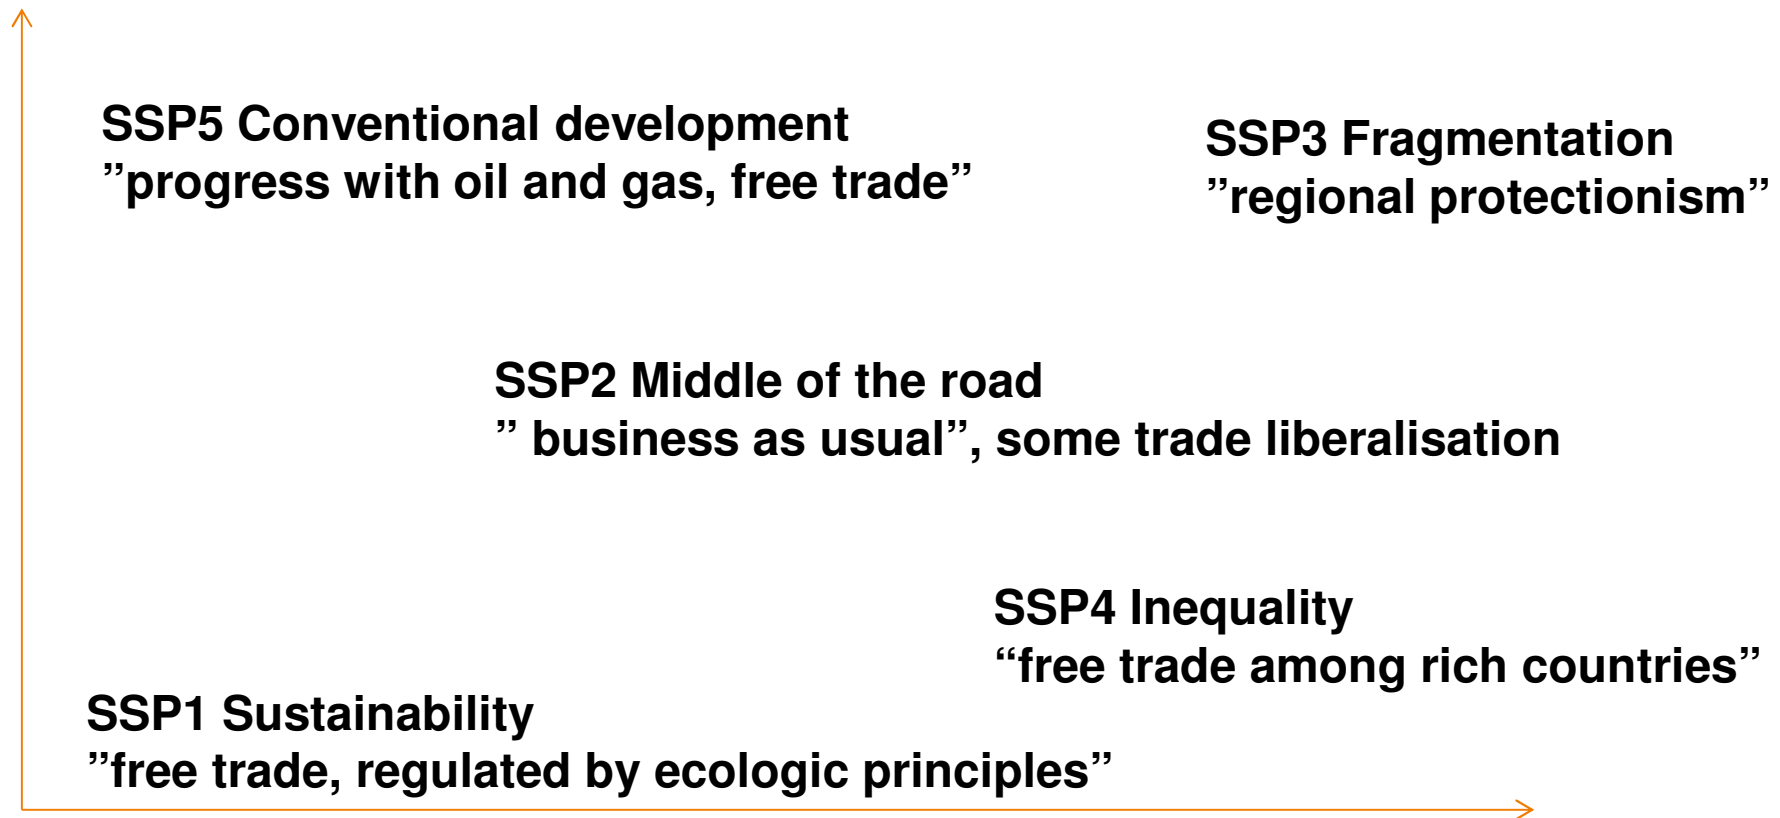 SSP5 Conventional development
”progress with oil and gas, free trade”
SSP3 Fragmentation
”regional protectionism”
SSP2 Middle of the road
” business as usual”, some trade liberalisation
SSP4 Inequality
“free trade among rich countries”
SSP1 Sustainability
”free trade, regulated by ecologic principles”